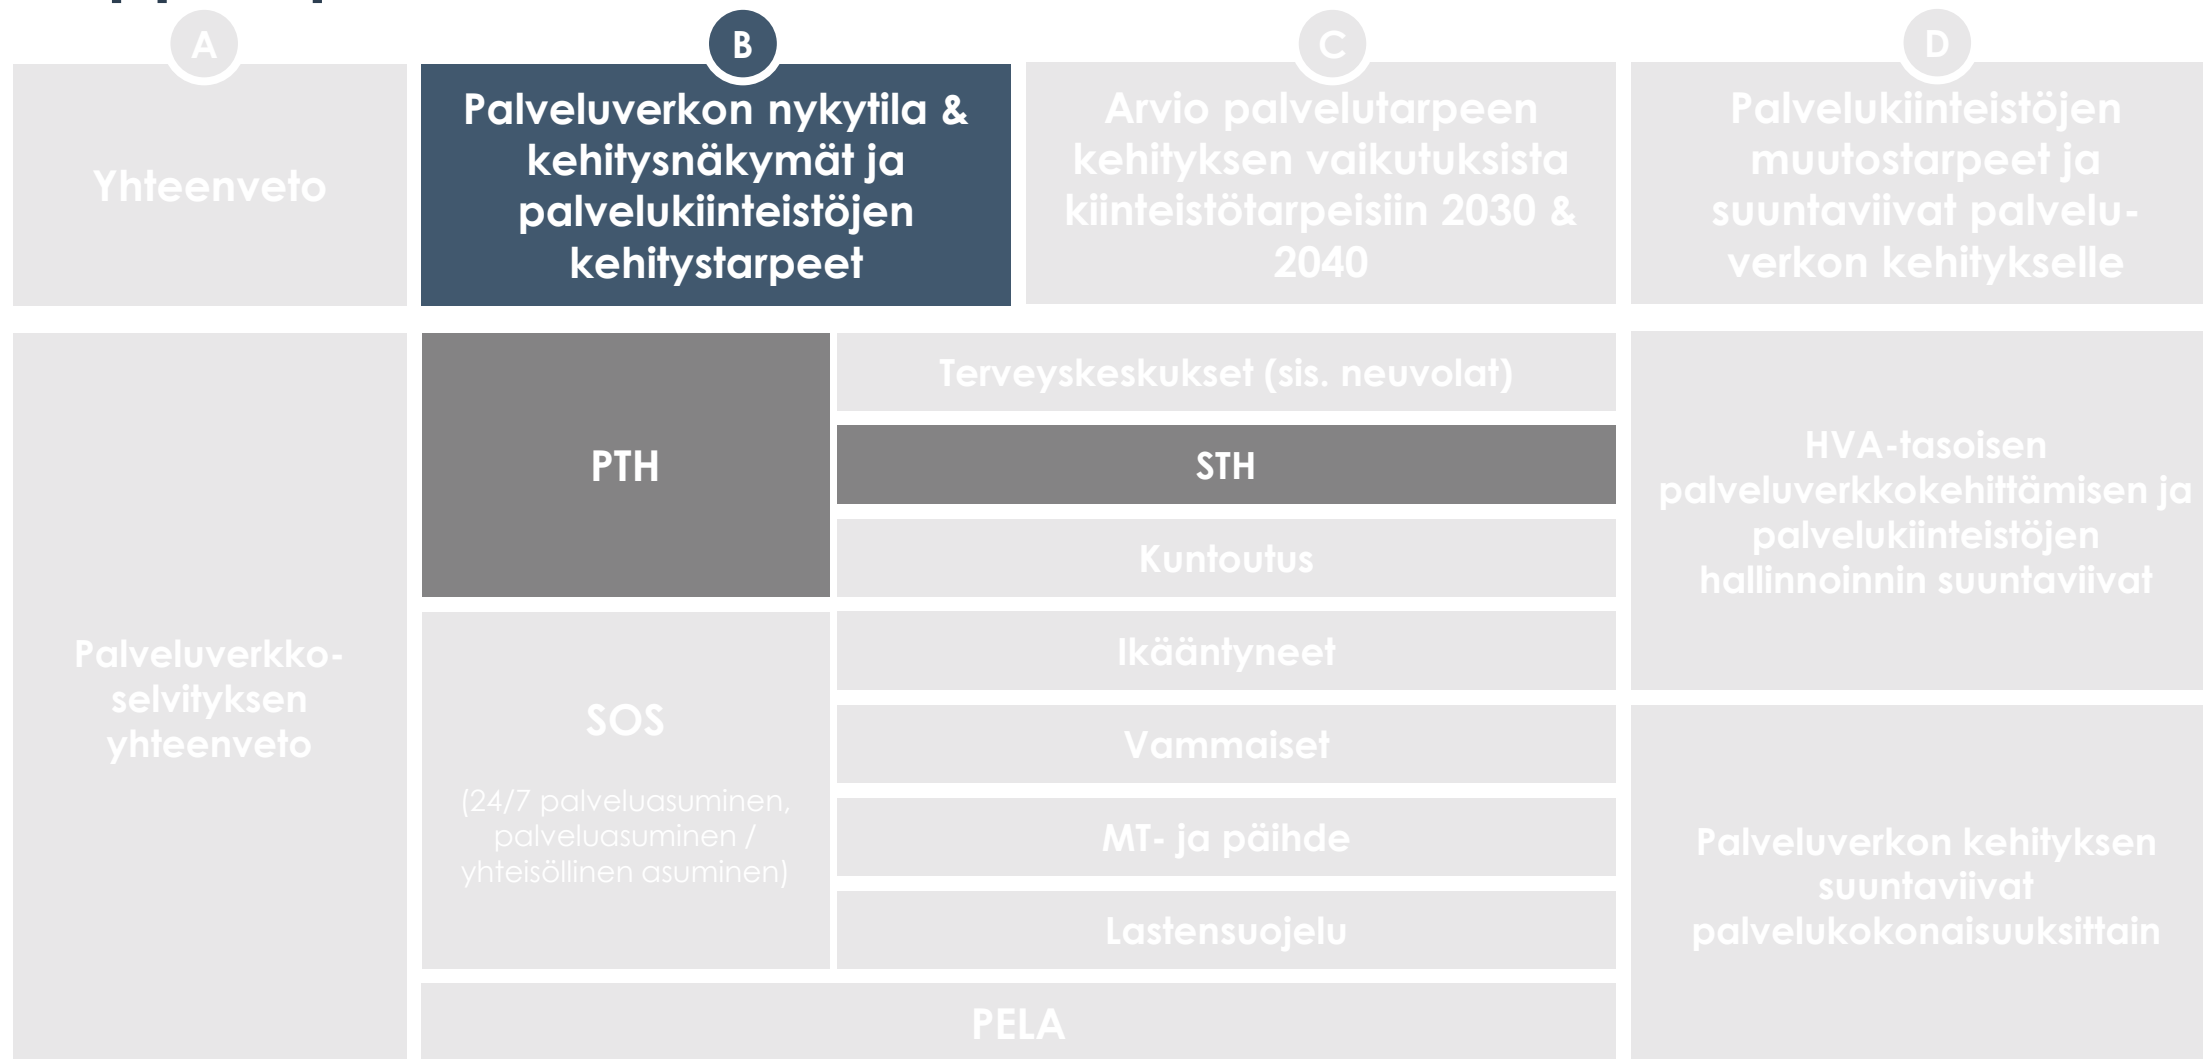 A
B
C
D
Yhteenveto
Palveluverkon nykytila &
kehitysnäkymät ja
palvelukiinteistöjen
kehitystarpeet
Arvio palvelutarpeen
kehityksen vaikutuksista
kiinteistötarpeisiin 2030 &
2040
Palvelukiinteistöjen
muutostarpeet ja
suuntaviivat palvelu-
verkon kehitykselle
Palveluverkko-
selvityksen
yhteenveto
PTH
Terveyskeskukset (sis. neuvolat)
STH
Kuntoutus
SOS
(24/7 palveluasuminen,
palveluasuminen /
yhteisöllinen asuminen)
Ikääntyneet
Vammaiset
MT- ja päihde
Lastensuojelu
PELA
HVA-tasoisen
palveluverkkokehittämisen ja
palvelukiinteistöjen
hallinnoinnin suuntaviivat
Palveluverkon kehityksen
suuntaviivat
palvelukokonaisuuksittain